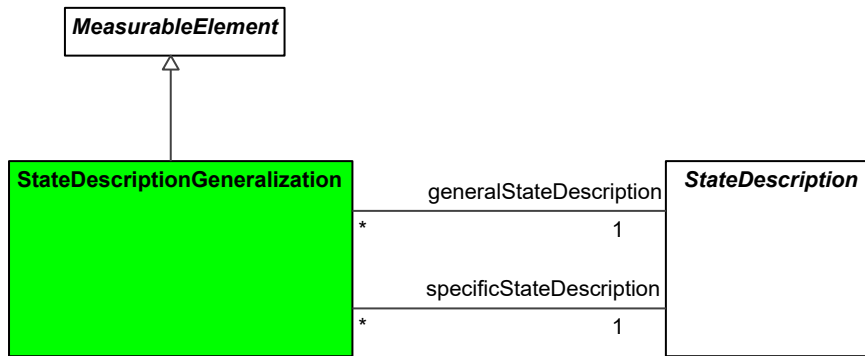 MeasurableElement
StateDescriptionGeneralization
StateDescription
generalStateDescription
*
1
specificStateDescription
*
1